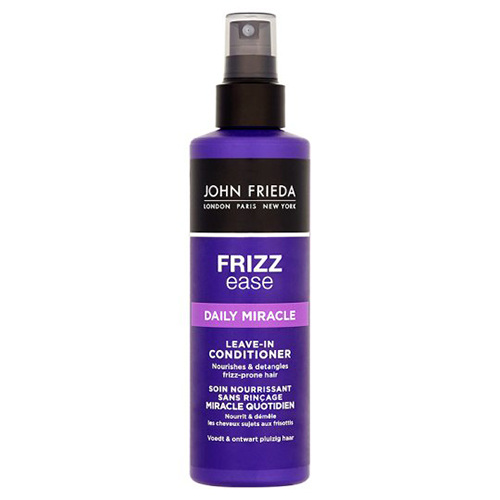 JOHN FRIEDA
LONDON PARIS NEW YORK
FRIZZ
ease
DAILY MIRACLE
LEAVE-IN
CONDITIONER
Nourishes & detangles
frizz-prone hair
SOIN NOURRISSANT
SANS RINÇAGE
MIRACLE QUOTIDIEN
Nourrit & démêle
les cheveux sujets aux frisottis
Voedt & ontwart pluizig haar